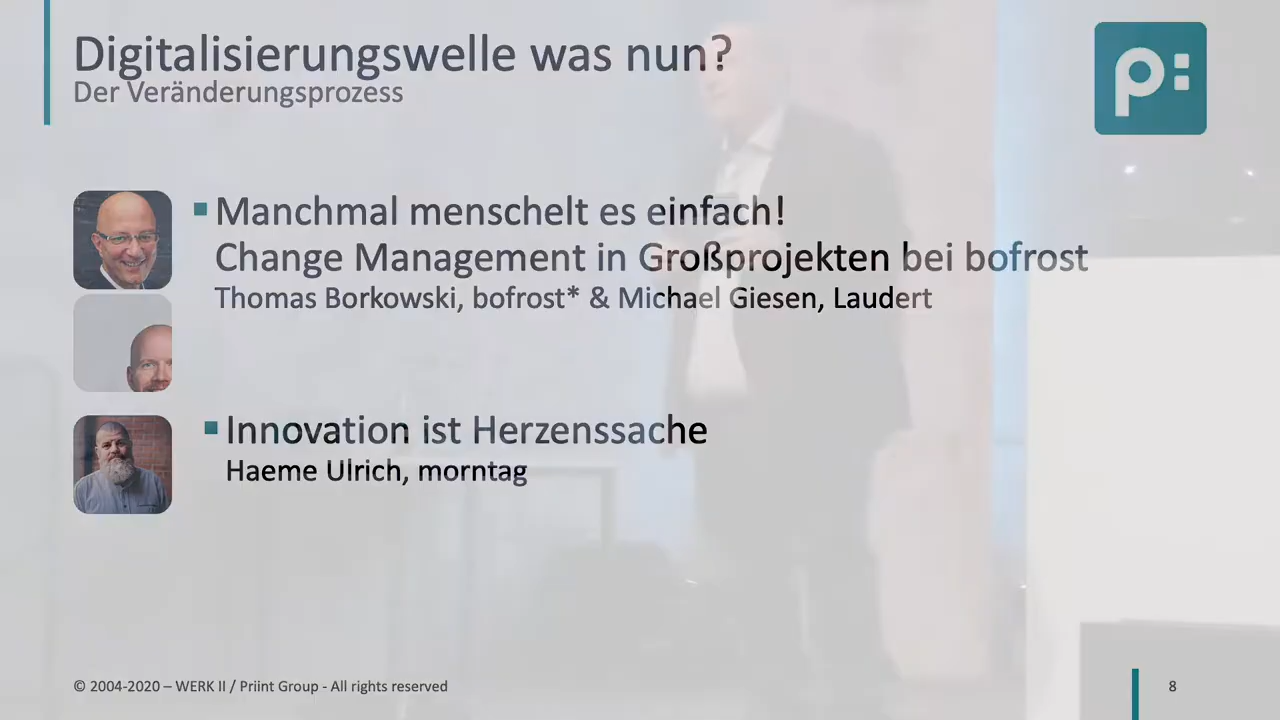 Digitalisierungswelle was nun?
Der Veränderungsprozess
p:
Manchmal menschelt es einfach!
Change Management in Großprojekten bei bofrost
Thomas Borkowski, bofrost* & Michael Giesen, Laudert
Innovation ist Herzenssache
Haeme Ulrich, morntag
© 2004-2020 – WERK II / Priint Group - All rights reserved
8